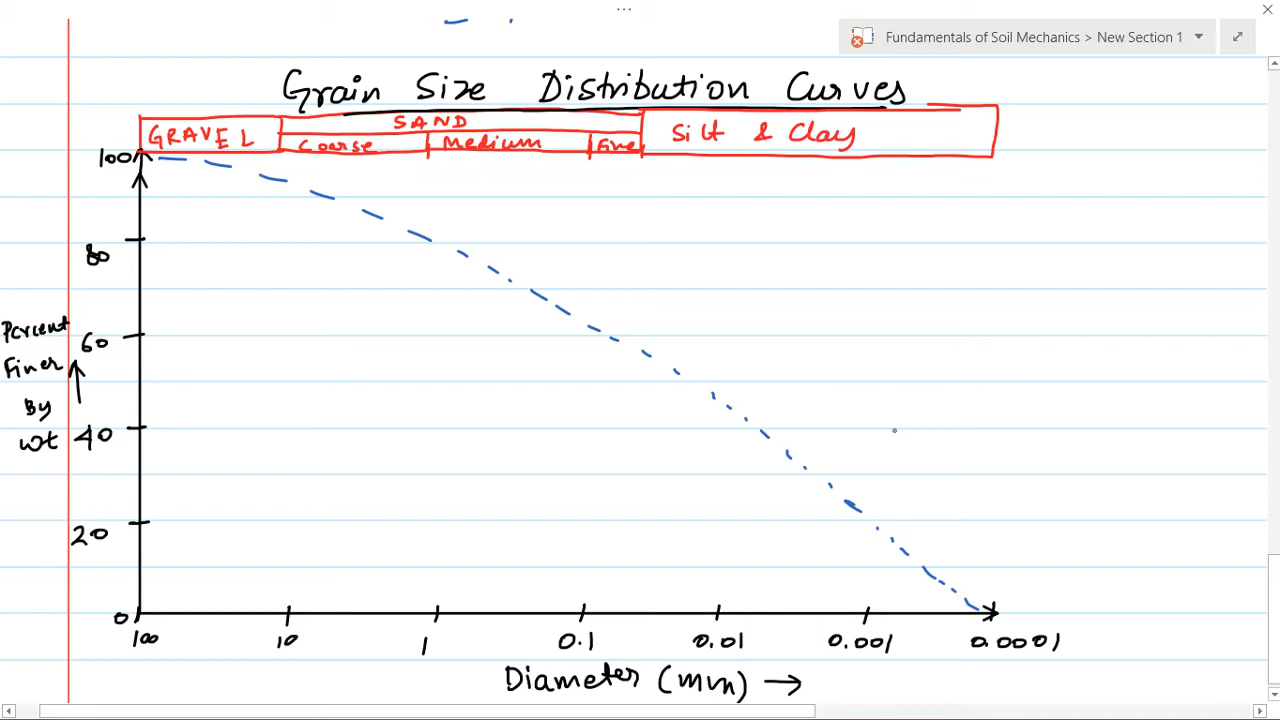 Fundamentals of Soil Mechanics > New Section 1
Grain Size Distribution Curves
GRAVEL
SAND
Coarse
Medium
Fine
Silt & Clay
100
80
60
40
20
0
Percent
Finer
By
wt
100
10
1
0.1
0.01
0.001
0.0001
Diameter (mm) →